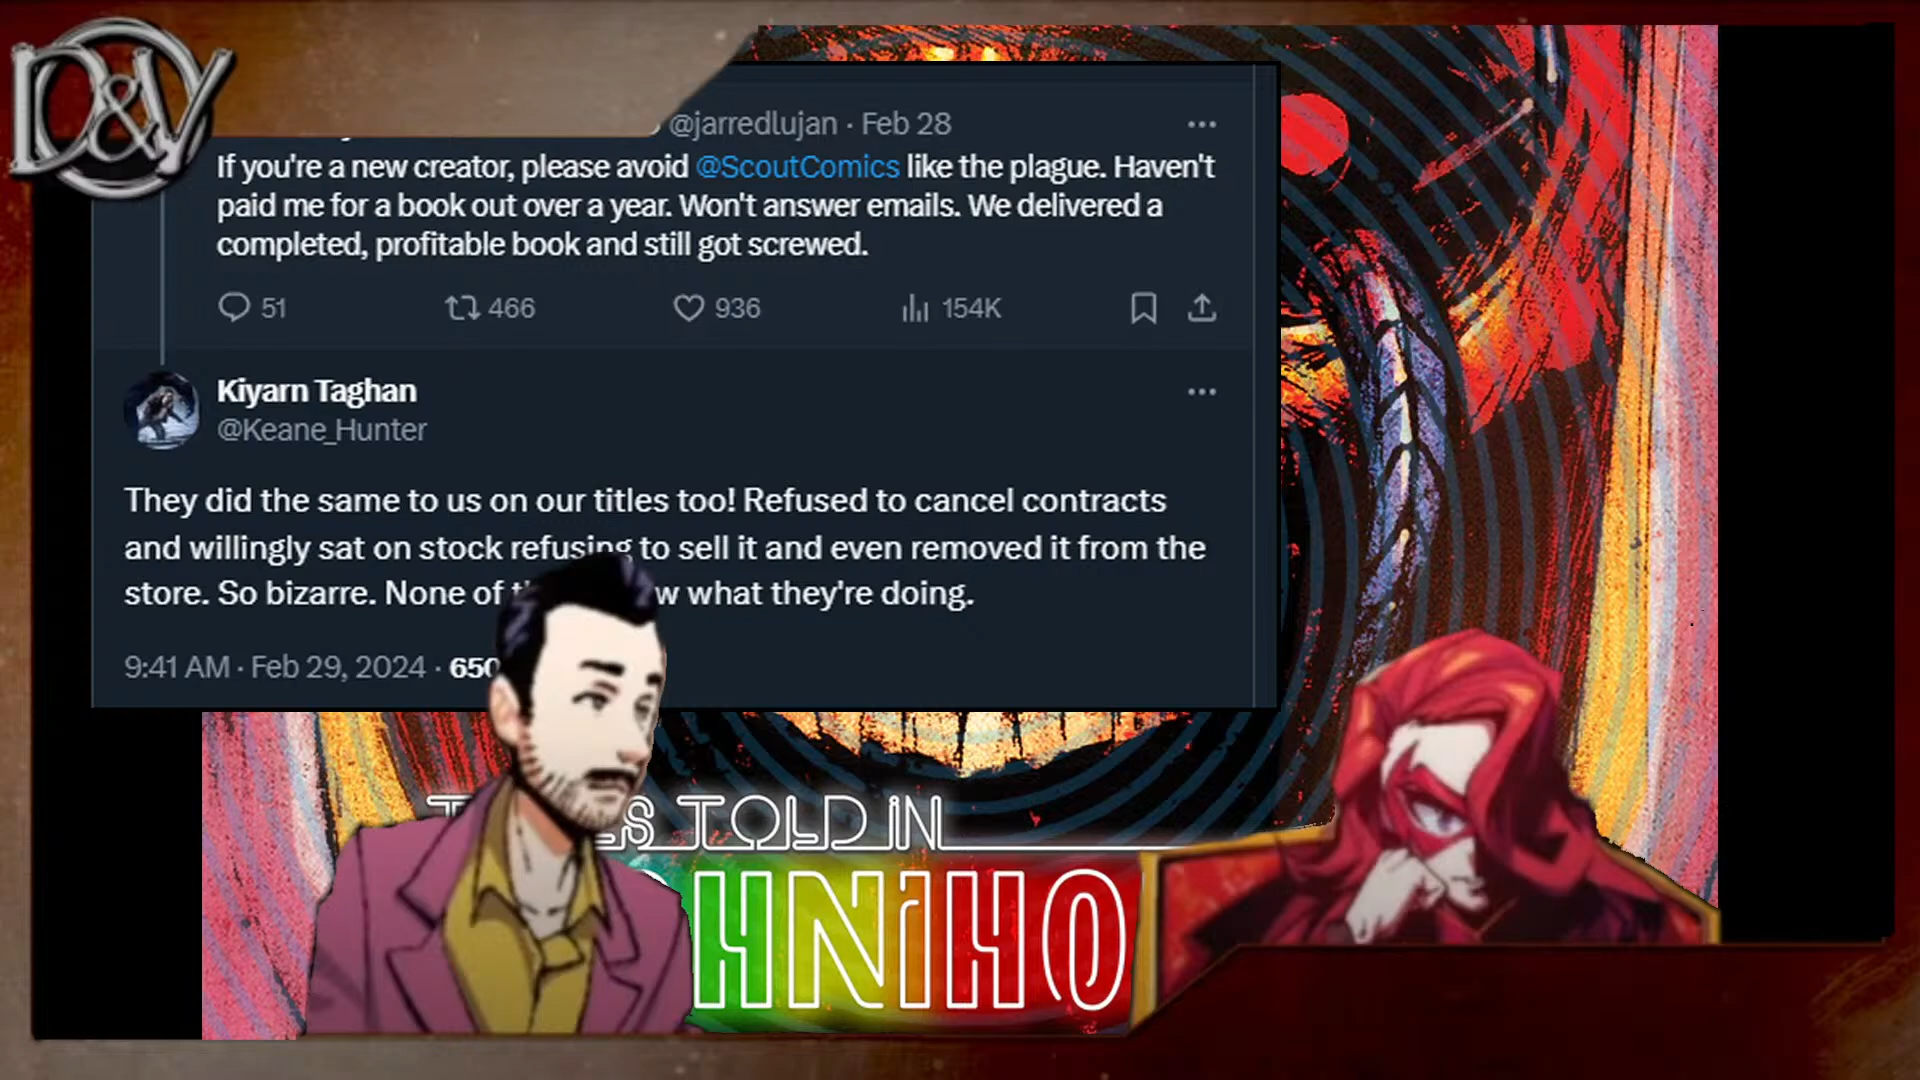 D&Y
@jarredlujan · Feb 28
If you're a new creator, please avoid @ScoutComics like the plague. Haven't
paid me for a book out over a year. Won't answer emails. We delivered a
completed, profitable book and still got screwed.
51 466 936 154K
Kiyarn Taghan
@Keane_Hunter
They did the same to us on our titles too! Refused to cancel contracts
and willingly sat on stock refusing to sell it and even removed it from the
store. So bizarre. None of what they're doing.
9:41 AM · Feb 29, 2024 ·
TOLD IN